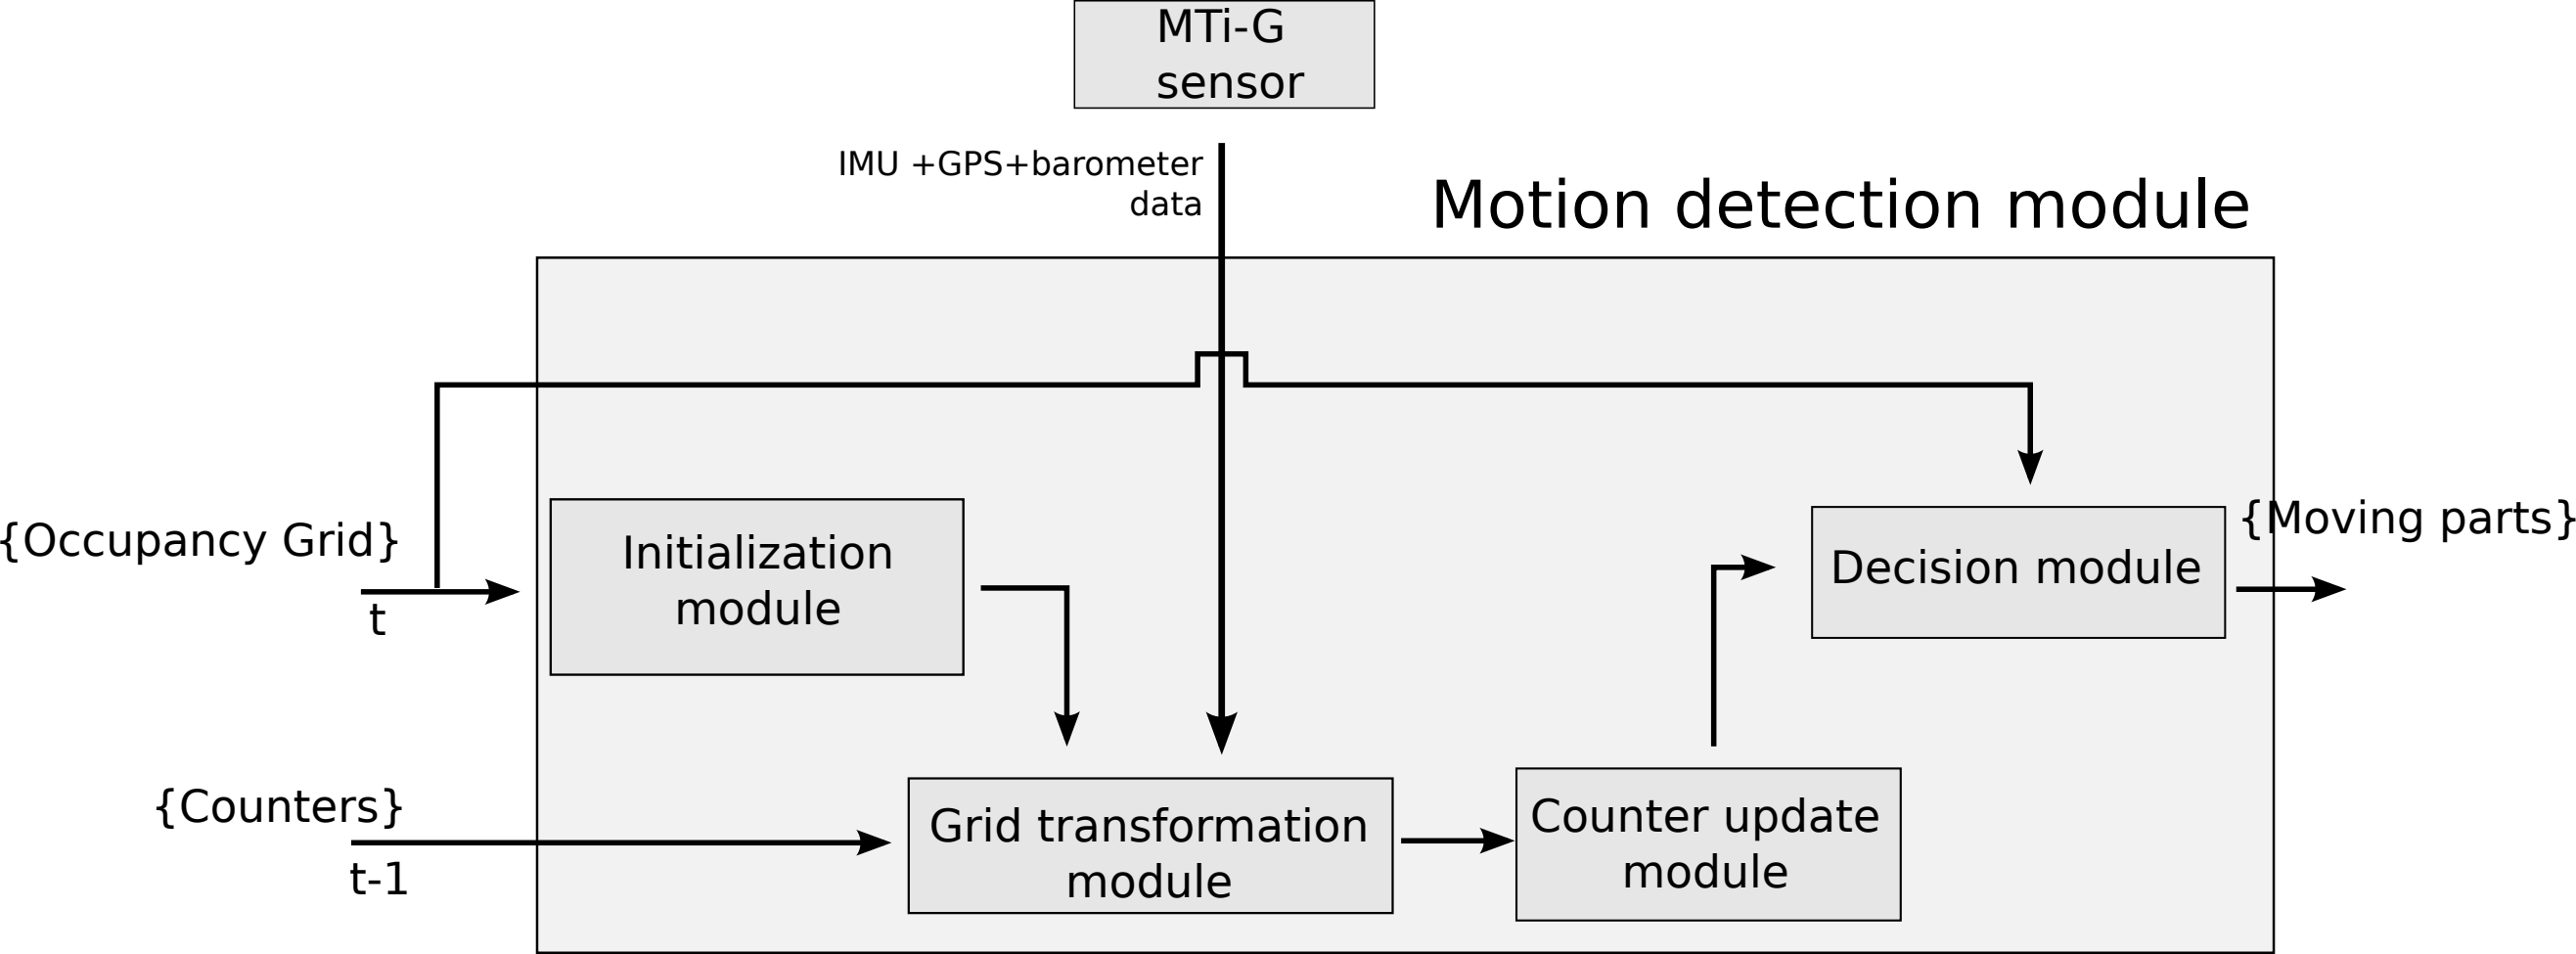 MTi-G
sensor
IMU +GPS+barometer
data
Motion detection module
{Occupancy Grid}
t
Initialization
module
Decision module
{Moving parts}
{Counters}
t-1
Grid transformation
module
Counter update
module